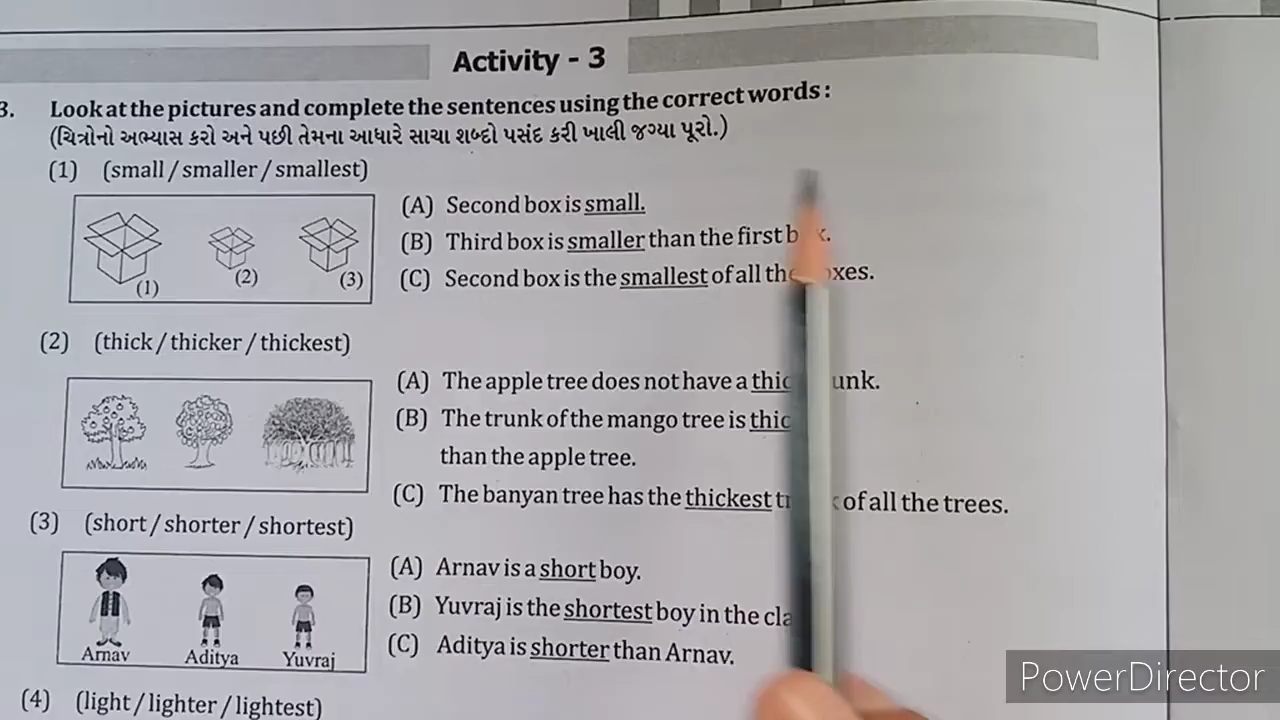 Activity - 3
3. Look at the pictures and complete the sentences using the correct words :
(ચિત્રોનો અભ્યાસ કરો અને પછી તેમના આધારે સાચા શબ્દો પસંદ કરી ખાલી જગ્યા પૂરો.)
(1) (small / smaller / smallest)
(1) (2) (3)
(A) Second box is small.
(B) Third box is smaller than the first
(C) Second box is the smallest of all
(2) (thick / thicker / thickest)
(A) The apple tree does not have a
(B) The trunk of the mango tree is
than the apple tree.
(C) The banyan tree has the thickest of all the trees.
(3) (short / shorter / shortest)
Arnav Aditya Yuvraj
(A) Arnav is a short boy.
(B) Yuvraj is the shortest boy in the
(C) Aditya is shorter than Arnav.
(4) (light / lighter / lightest)
PowerDirector